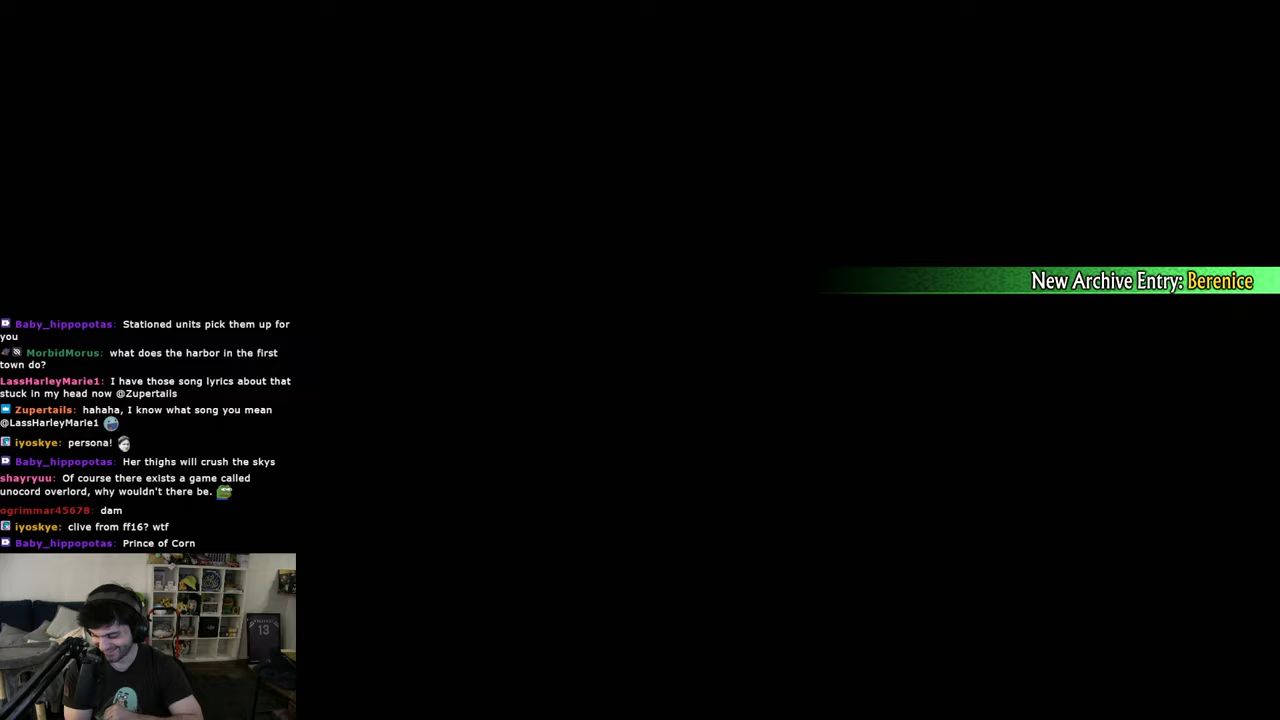 New Archive Entry: Berenice
Baby_hippopotas: Stationed units pick them up for
you
MorbidMorus: what does the harbor in the first
town do?
LassHarleyMarie1: I have those song lyrics about that
stuck in my head now @Zupertails
Zupertails: hahaha, I know what song you mean
@LassHarleyMarie1
iyoskye: persona!
Baby_hippopotas: Her thighs will crush the skys
shayryuu: Of course there exists a game called
unocord overlord, why wouldn't there be.
ogrimmar45678: dam
iyoskye: clive from ff16? wtf
Baby_hippopotas: Prince of Corn
13